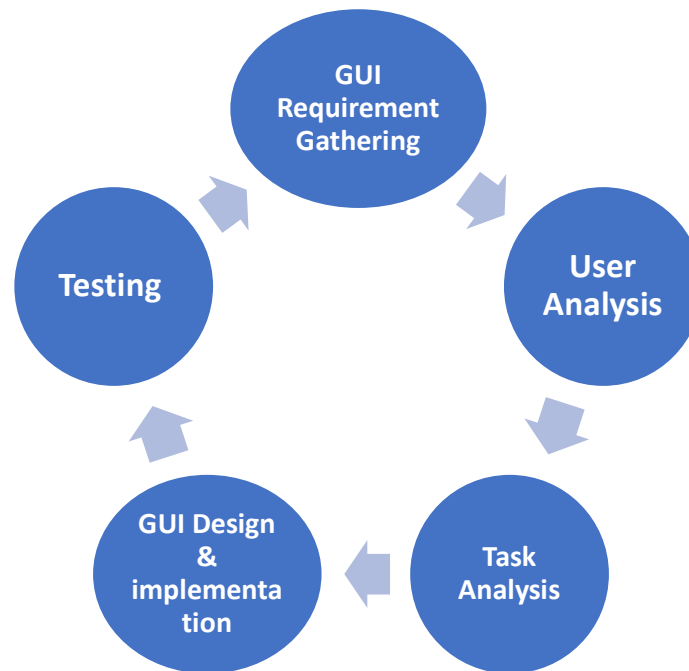 GUI
Requirement
Gathering
User
Analysis
Task
Analysis
GUI Design
&
implementa
tion
Testing